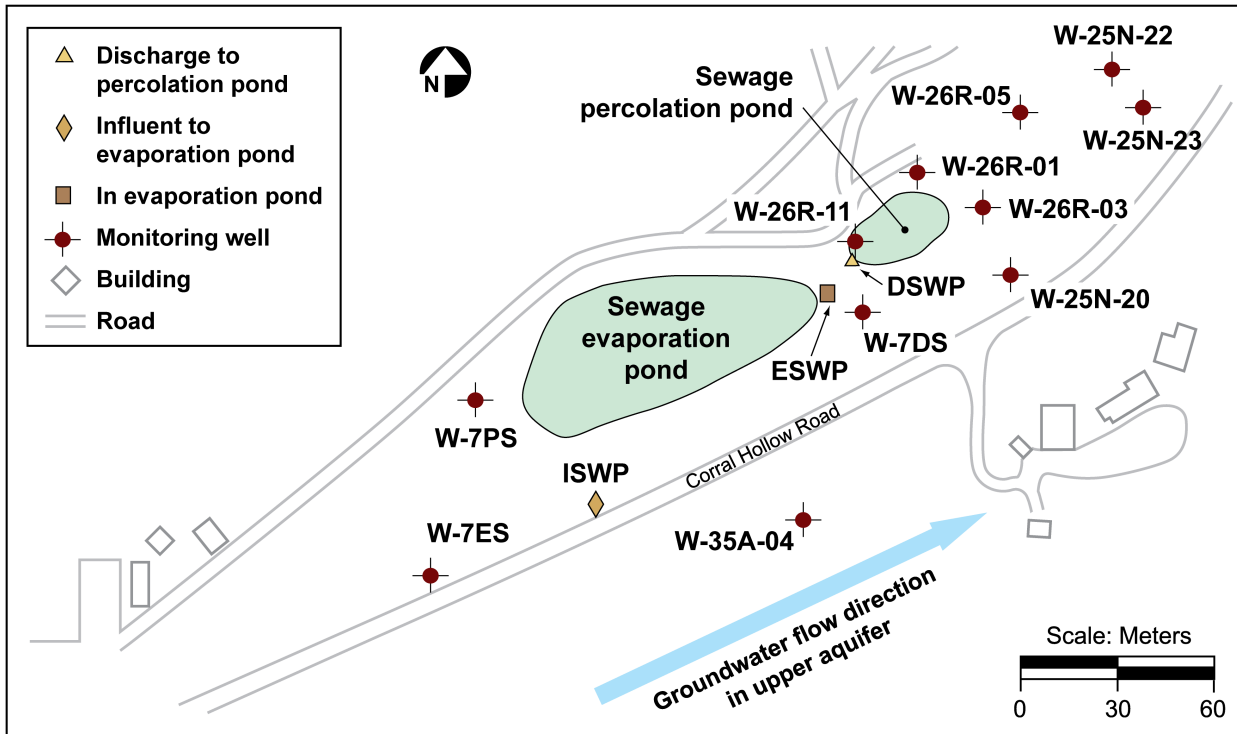 Discharge to
percolation pond
Influent to
evaporation pond
In evaporation pond
Monitoring well
Building
Road
N
Sewage
percolation pond
W-25N-22
W-26R-05
W-25N-23
W-26R-01
W-26R-03
W-26R-11
DSWP
W-25N-20
Sewage
evaporation
pond
W-7DS
ESWP
W-7PS
Corral Hollow Road
ISWP
W-7ES
W-35A-04
Groundwater flow direction
in upper aquifer
Scale: Meters
0 30 60